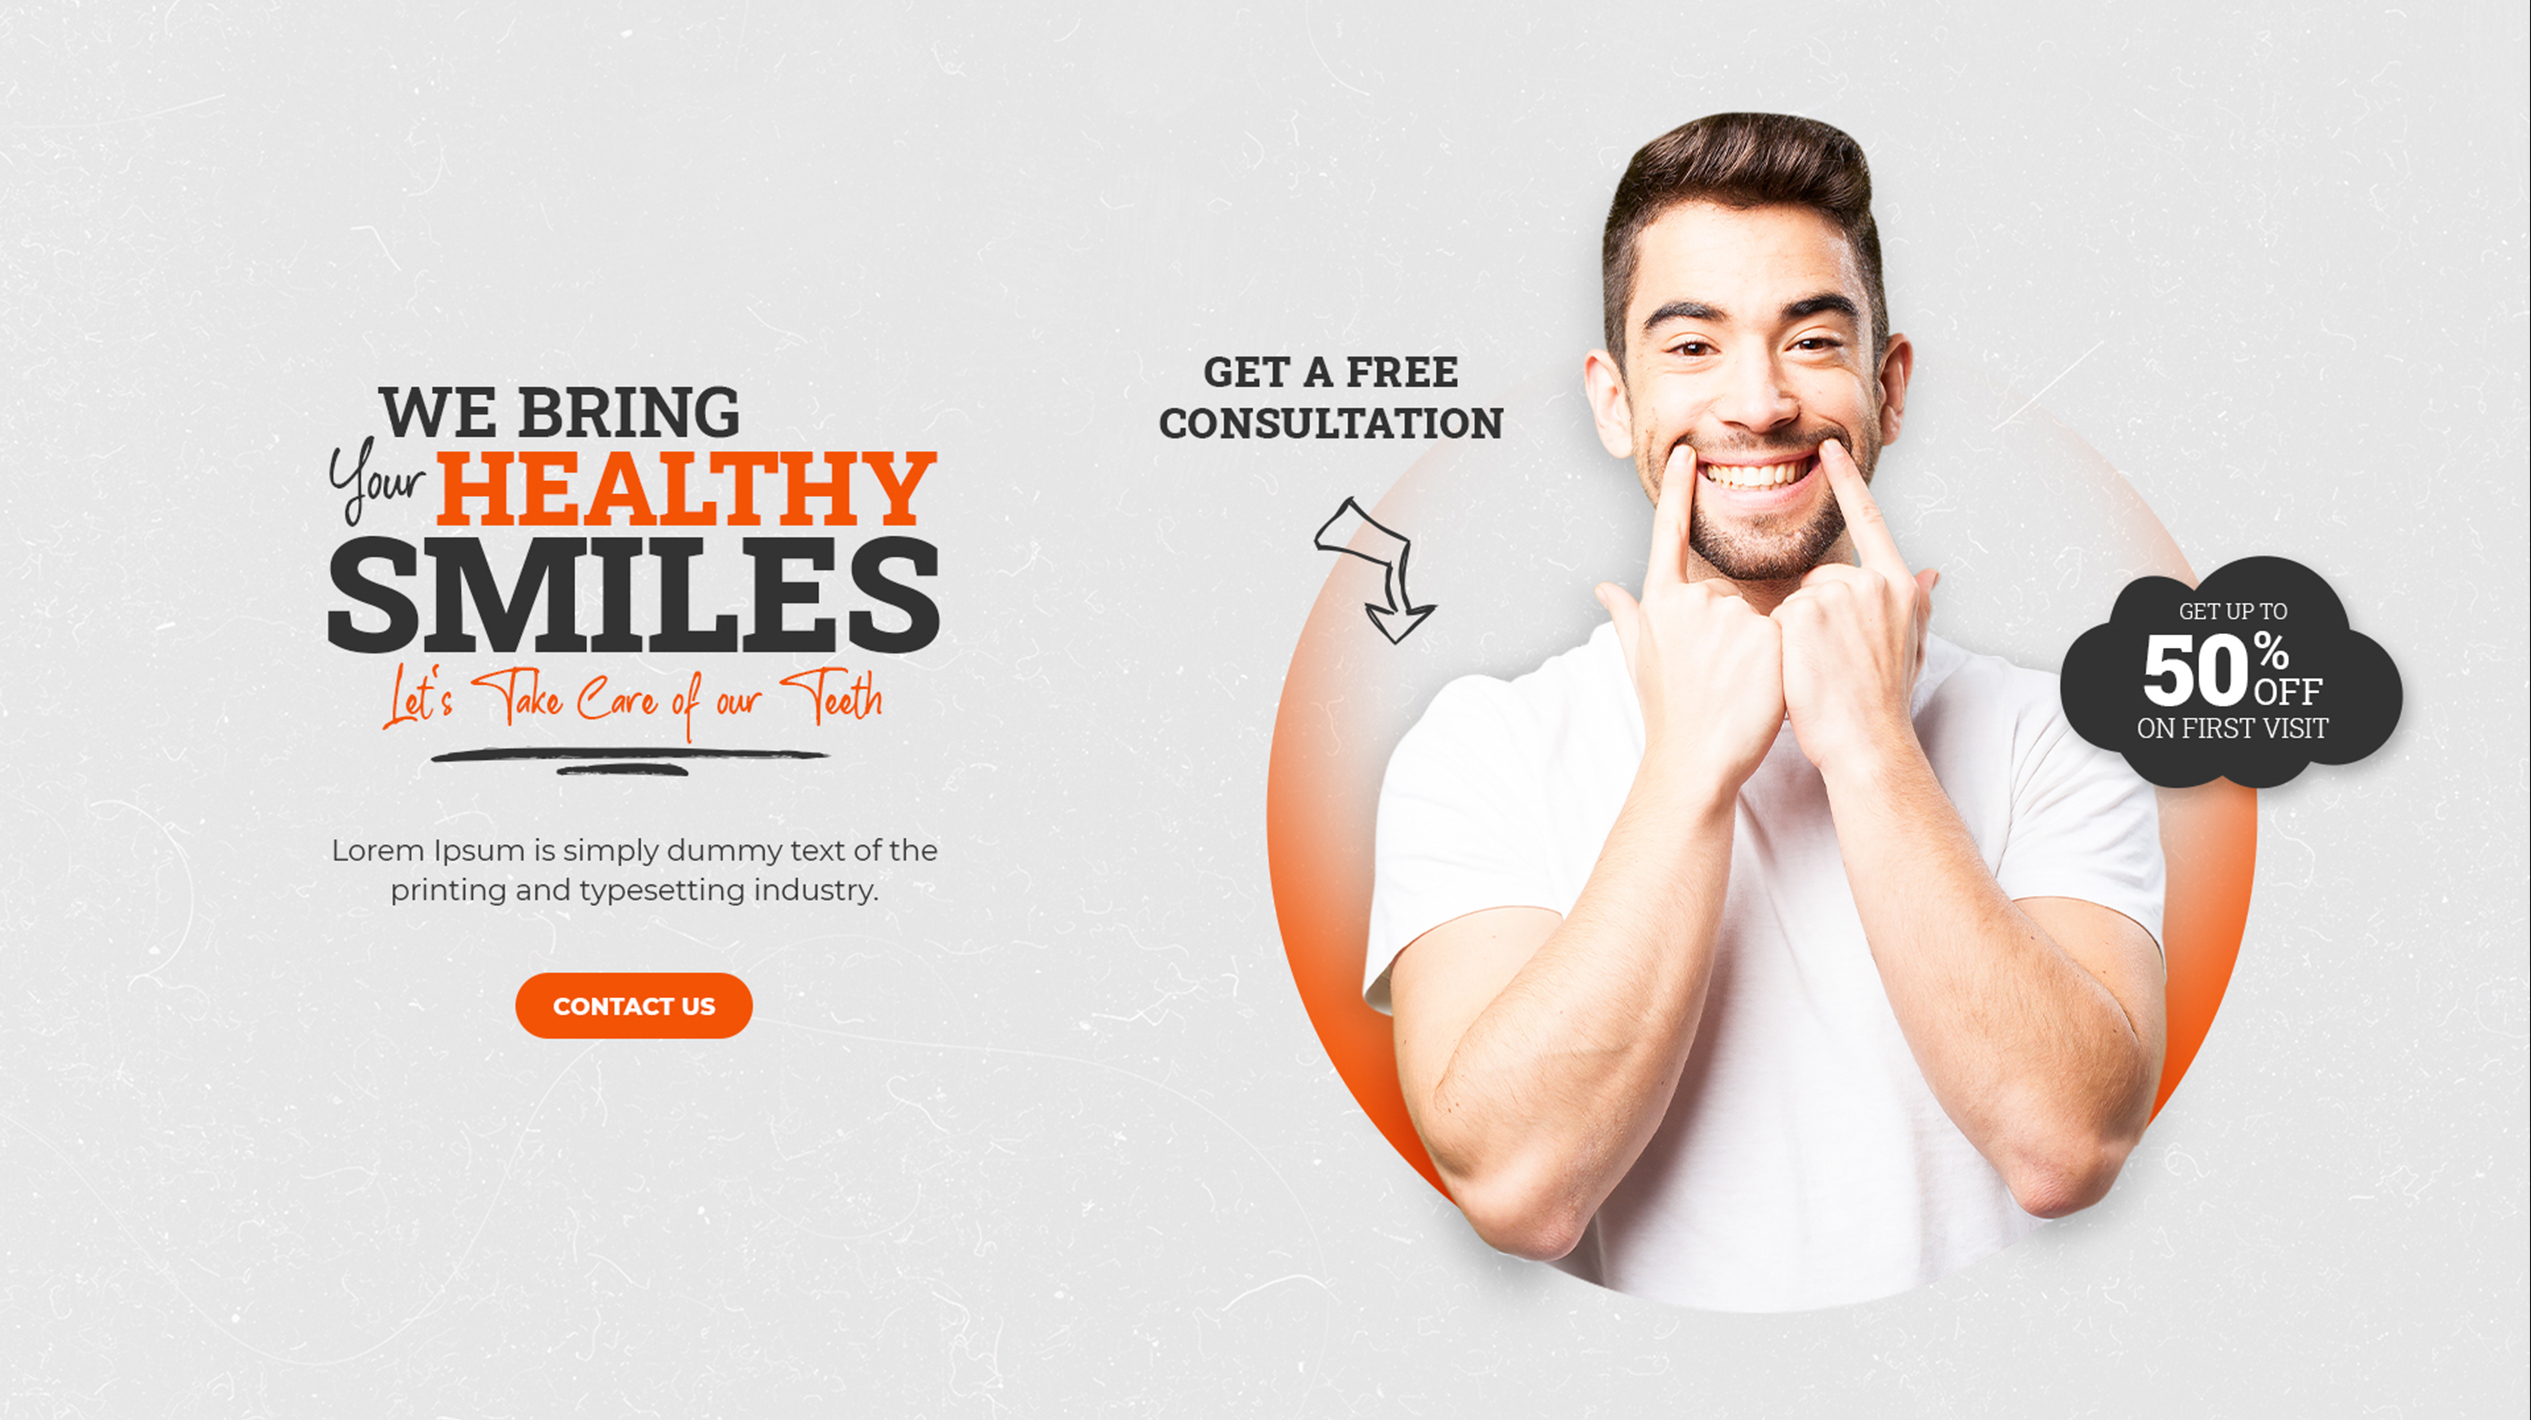 WE BRING
Your HEALTHY
SMILES
Let's Take Care of our Teeth
Lorem Ipsum is simply dummy text of the
printing and typesetting industry.
CONTACT US
GET A FREE
CONSULTATION
GET UP TO
50% OFF
ON FIRST VISIT